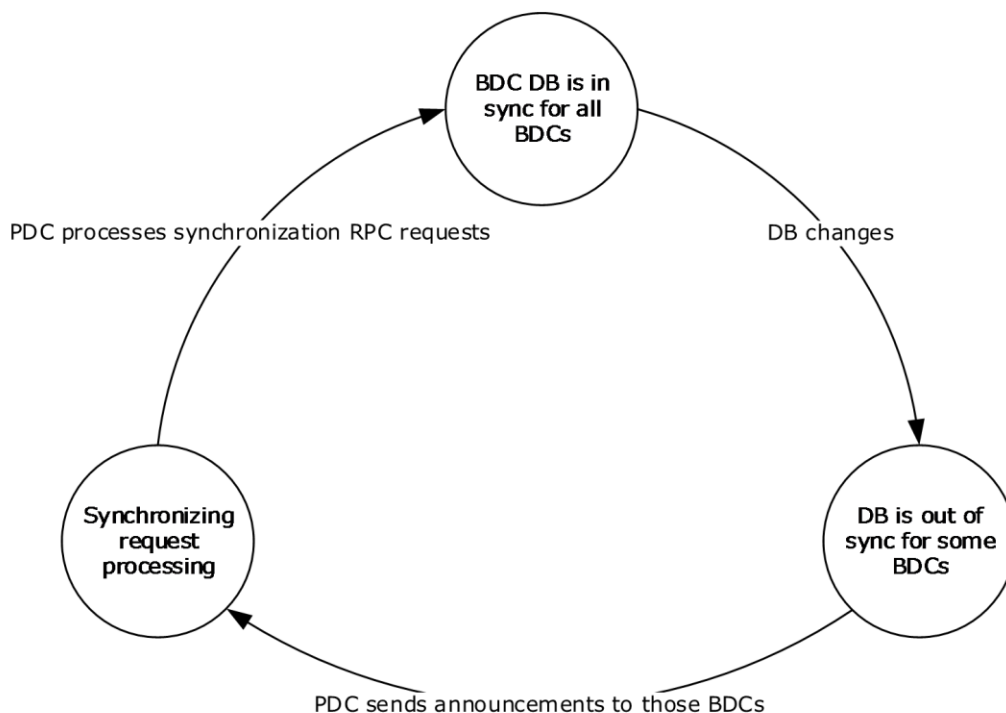 BDC DB is in
sync for all
BDCs
PDC processes synchronization RPC requests
DB changes
Synchronizing
request
processing
DB is out of
sync for some
BDCs
PDC sends announcements to those BDCs